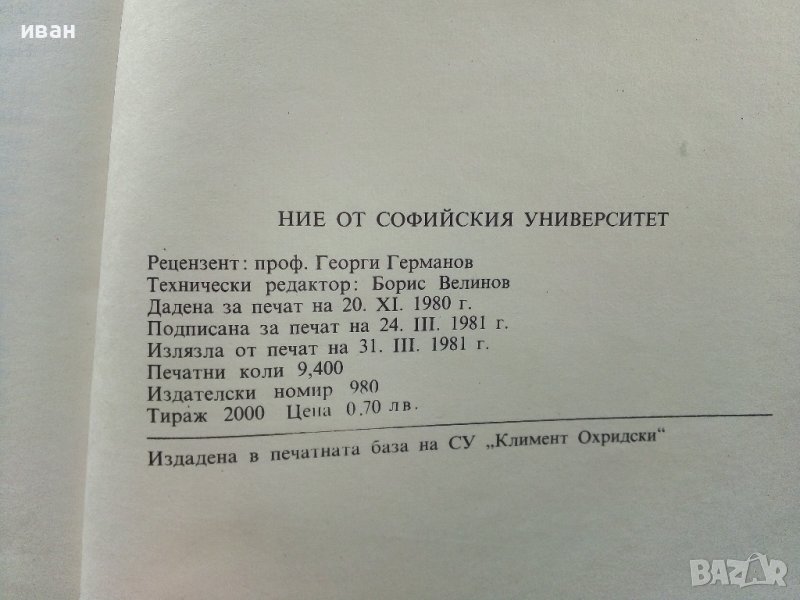 иван
НИЕ ОТ СОФИЙСКИЯ УНИВЕРСИТЕТ
Рецензент: проф. Георги Германов
Технически редактор: Борис Велинов
Дадена за печат на 20. XI. 1980 г.
Подписана за печат на 24. III. 1981 г.
Излязла от печат на 31. III. 1981 г.
Печатни коли 9,400
Издателски номир 980
Тираж 2000 Цена 0.70 лв.
Издадена в печатната база на СУ „Климент Охридски“
BAZAR